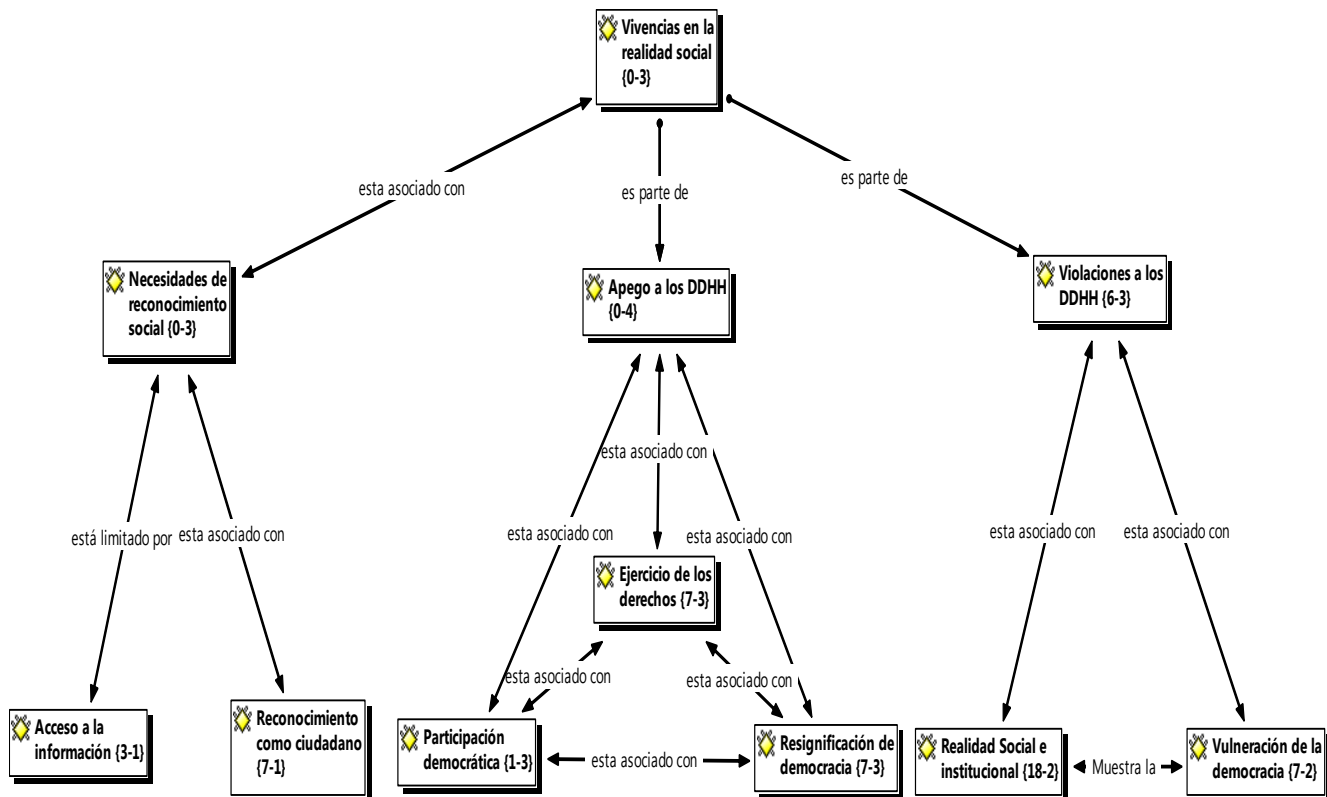 Vivencias en la
realidad social
{0-3}
esta asociado con
es parte de
es parte de
Necesidades de
reconocimiento
social {0-3}
Apego a los DDHH
{0-4}
Violaciones a los
DDHH {6-3}
esta asociado con
está limitado por
esta asociado con
esta asociado con
esta asociado con
esta asociado con
esta asociado con
Ejercicio de los
derechos {7-3}
esta asociado con
esta asociado con
Acceso a la
información {3-1}
Reconocimiento
como ciudadano
{7-1}
Participación
democrática {1-3}
esta asociado con
Resignificación de
democracia {7-3}
Realidad Social e
institucional {18-2}
Muestra la
Vulneración de la
democracia {7-2}